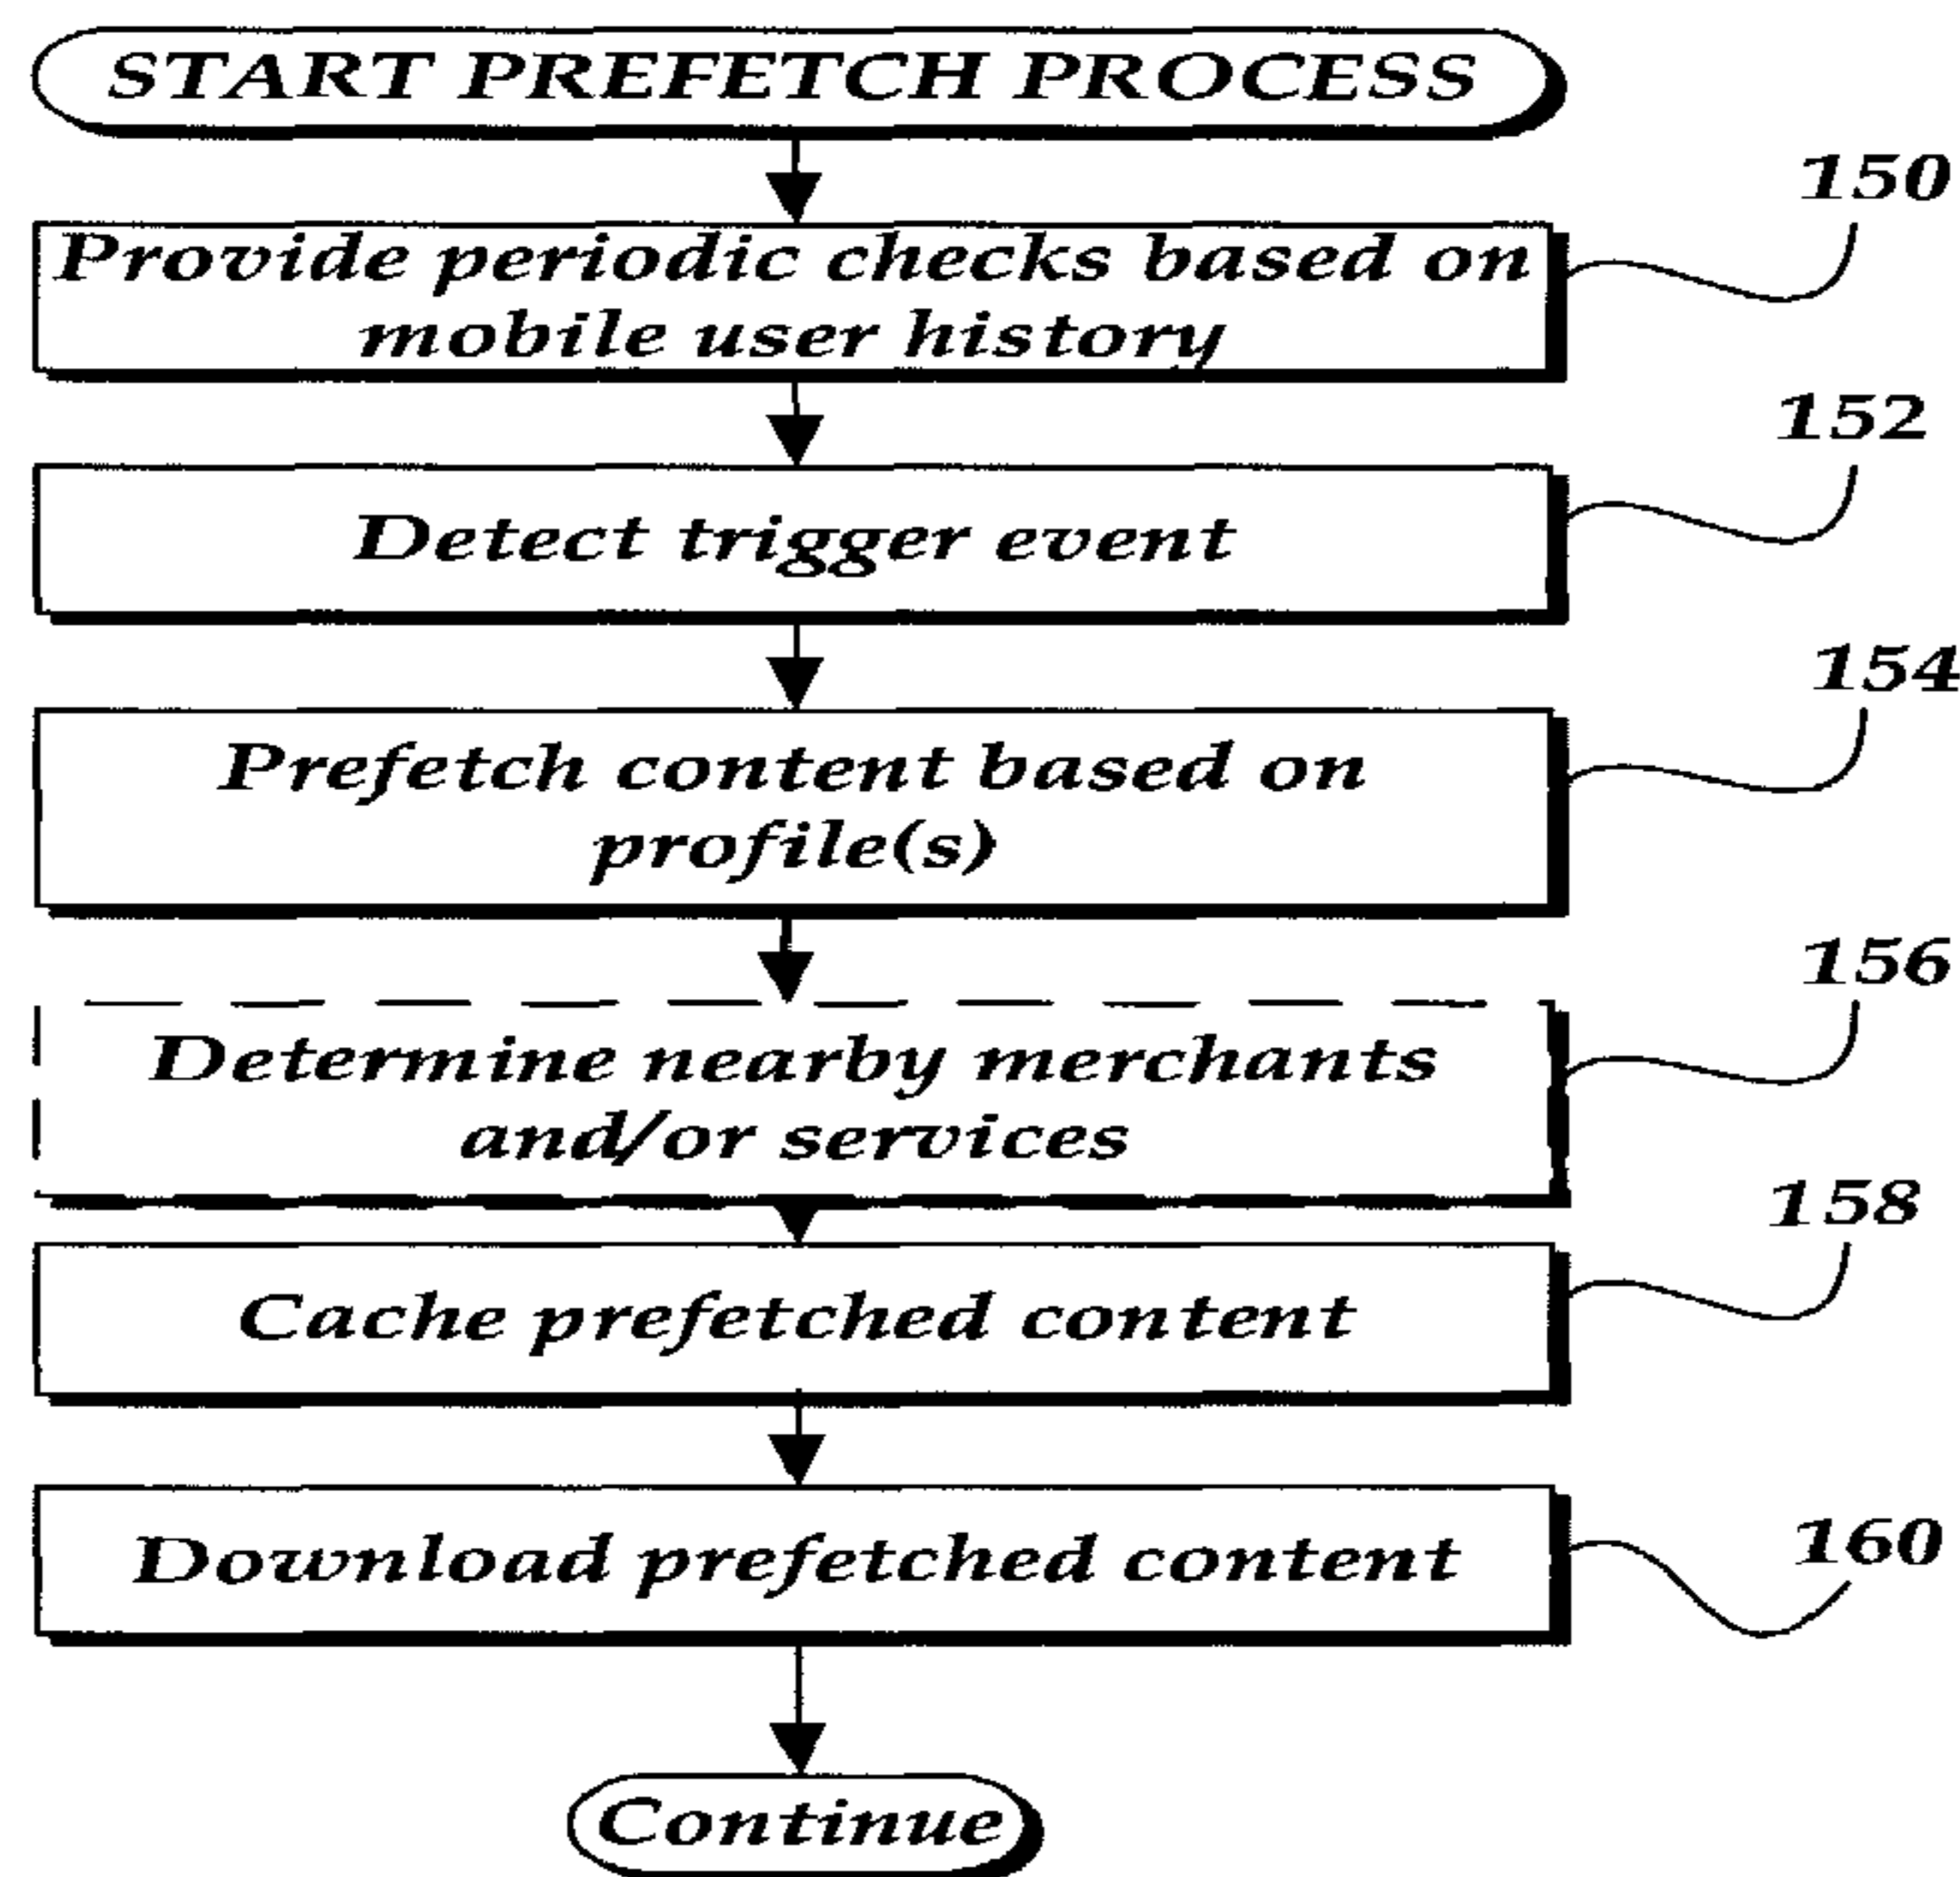 START PREFETCH PROCESS
150
Provide periodic checks based on
mobile user history
152
Detect trigger event
154
Prefetch content based on
profile(s)
156
Determine nearby merchants
and/or services
158
Cache prefetched content
160
Download prefetched content
Continue